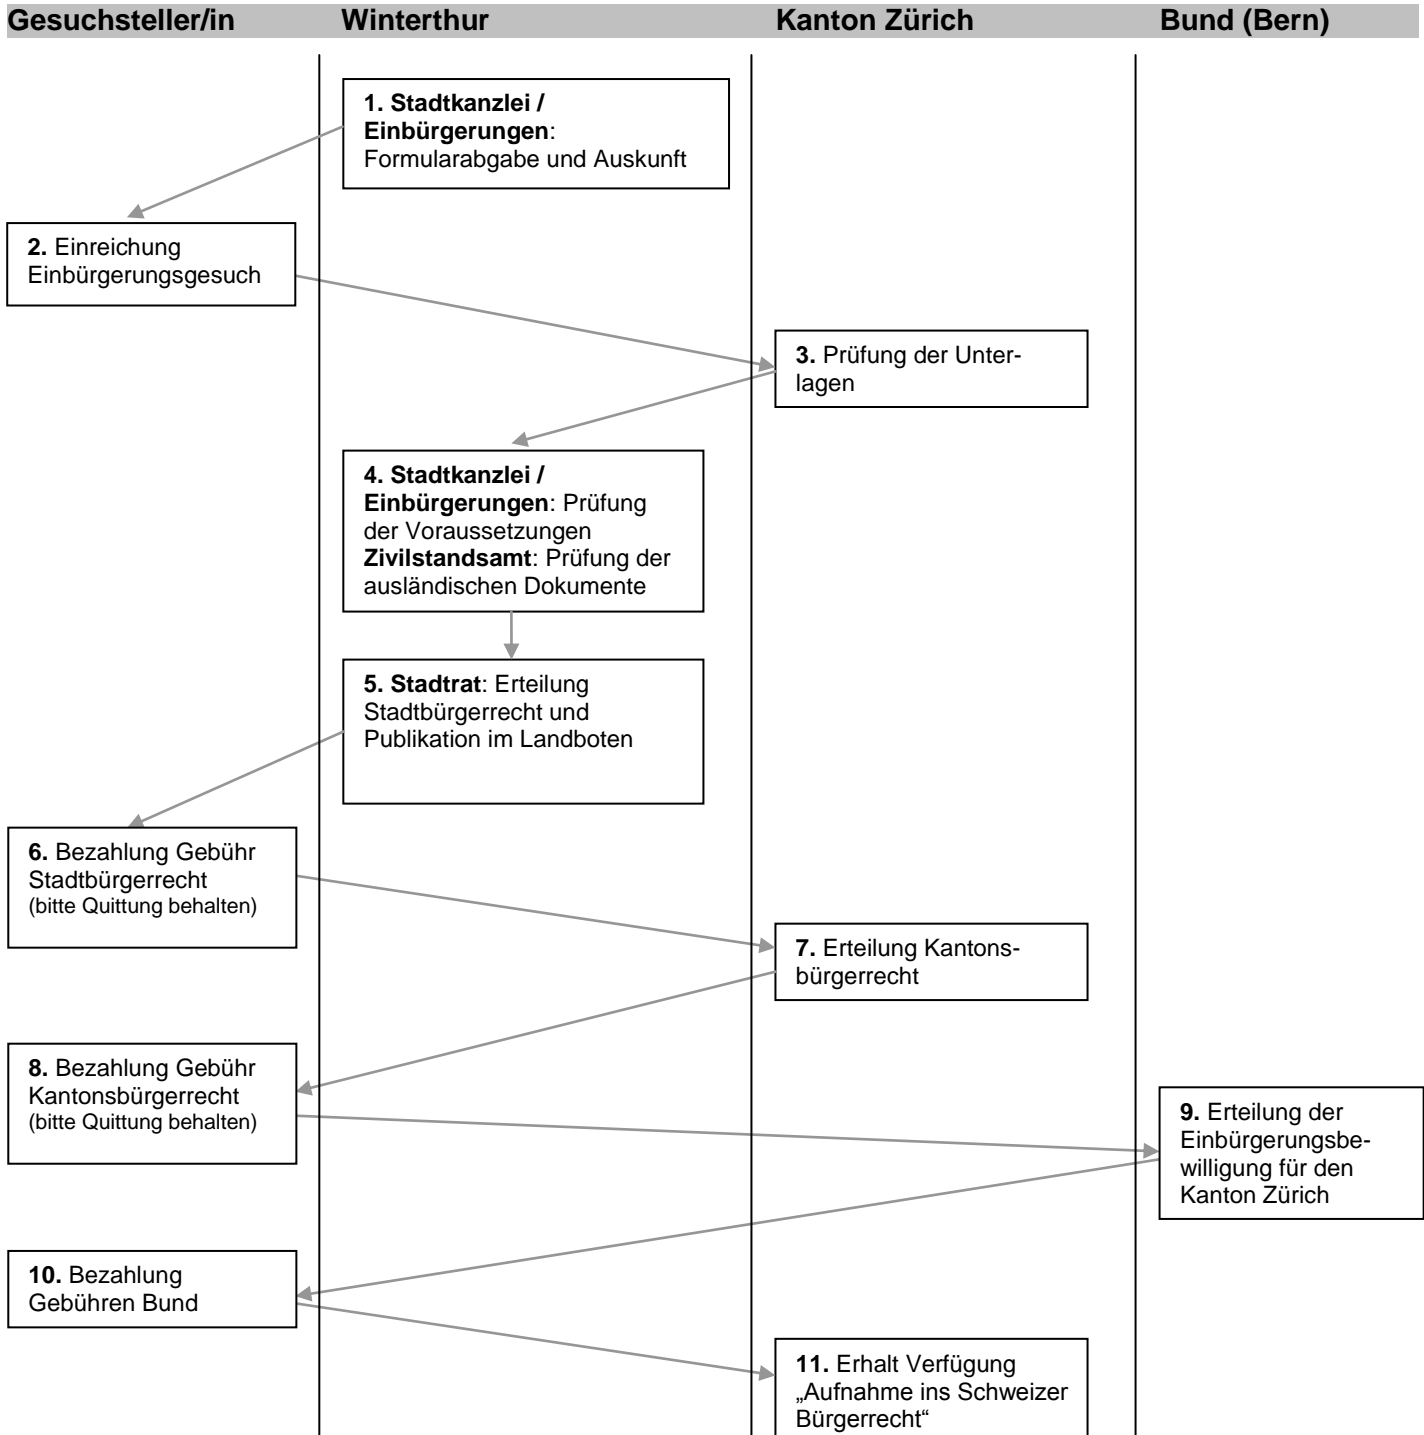 Gesuchsteller/in Winterthur Kanton Zürich Bund (Bern)
1. Stadtkanzlei /
Einbürgerungen:
Formularabgabe und Auskunft
2. Einreichung
Einbürgerungsgesuch
3. Prüfung der Unter-
lagen
4. Stadtkanzlei /
Einbürgerungen: Prüfung
der Voraussetzungen
Zivilstandsamt: Prüfung der
ausländischen Dokumente
5. Stadtrat: Erteilung
Stadtbürgerrecht und
Publikation im Landboten
6. Bezahlung Gebühr
Stadtbürgerrecht
(bitte Quittung behalten)
7. Erteilung Kantons-
bürgerrecht
8. Bezahlung Gebühr
Kantonsbürgerrecht
(bitte Quittung behalten)
9. Erteilung der
Einbürgerungsbe-
willigung für den
Kanton Zürich
10. Bezahlung
Gebühren Bund
11. Erhalt Verfügung
„Aufnahme ins Schweizer
Bürgerrecht“